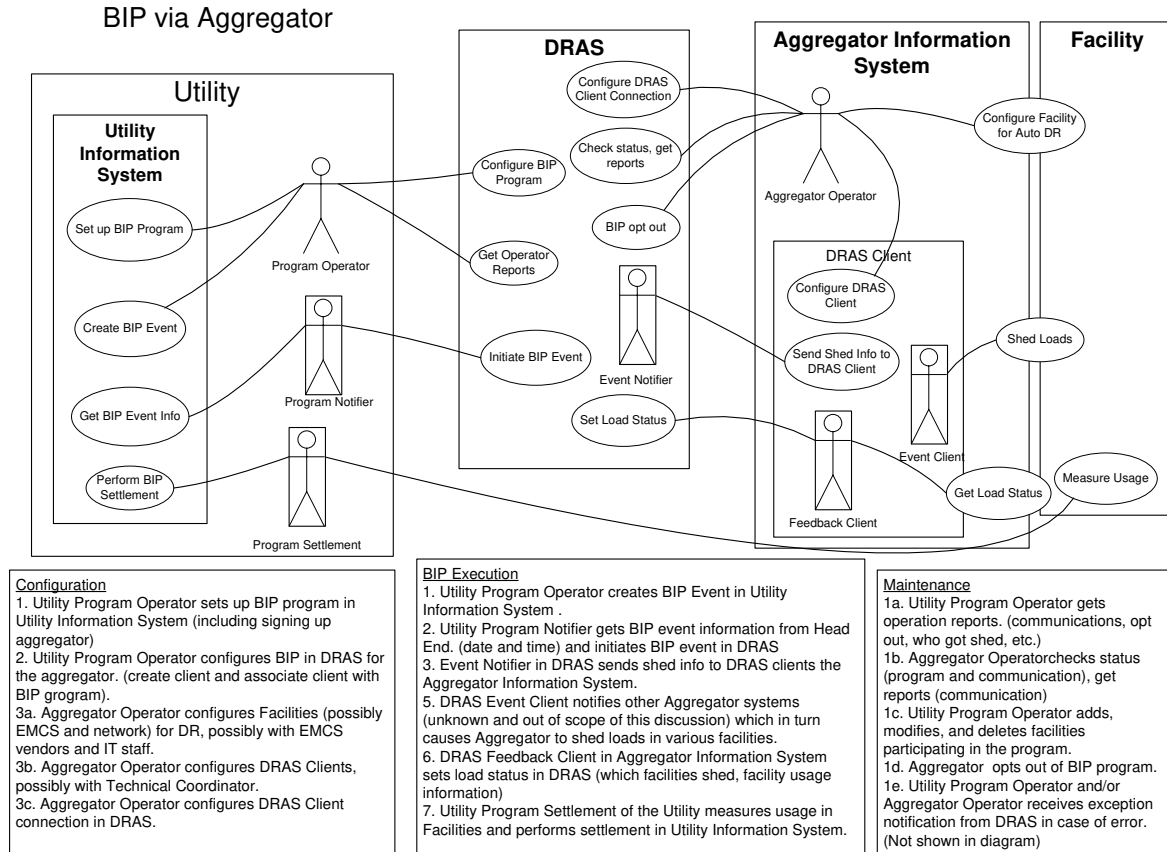 BIP via Aggregator
Utility
Utility
Information
System
Set up BIP Program
Create BIP Event
Get BIP Event Info
Perform BIP
Settlement
Program Operator
Program Notifier
Program Settlement
DRAS
Configure DRAS
Client Connection
Check status, get
reports
Configure BIP
Program
BIP opt out
Get Operator
Reports
Initiate BIP Event
Event Notifier
Set Load Status
Aggregator Information
System
Aggregator Operator
DRAS Client
Configure DRAS
Client
Send Shed Info to
DRAS Client
Event Client
Feedback Client
Get Load Status
Facility
Configure Facility
for Auto DR
Shed Loads
Measure Usage
Configuration
1. Utility Program Operator sets up BIP program in
Utility Information System (including signing up
aggregator)
2. Utility Program Operator configures BIP in DRAS for
the aggregator. (create client and associate client with
BIP grogram).
3a. Aggregator Operator configures Facilities (possibly
EMCS and network) for DR, possibly with EMCS
vendors and IT staff.
3b. Aggregator Operator configures DRAS Clients,
possibly with Technical Coordinator.
3c. Aggregator Operator configures DRAS Client
connection in DRAS.
BIP Execution
1. Utility Program Operator creates BIP Event in Utility
Information System .
2. Utility Program Notifier gets BIP event information from Head
End. (date and time) and initiates BIP event in DRAS
3. Event Notifier in DRAS sends shed info to DRAS clients the
Aggregator Information System.
5. DRAS Event Client notifies other Aggregator systems
(unknown and out of scope of this discussion) which in turn
causes Aggregator to shed loads in various facilities.
6. DRAS Feedback Client in Aggregator Information System
sets load status in DRAS (which facilities shed, facility usage
information)
7. Utility Program Settlement of the Utility measures usage in
Facilities and performs settlement in Utility Information System.
Maintenance
1a. Utility Program Operator gets
operation reports. (communications, opt
out, who got shed, etc.)
1b. Aggregator Operatorchecks status
(program and communication), get
reports (communication)
1c. Utility Program Operator adds,
modifies, and deletes facilities
participating in the program.
1d. Aggregator  opts out of BIP program.
1e. Utility Program Operator and/or
Aggregator Operator receives exception
notification from DRAS in case of error.
(Not shown in diagram)